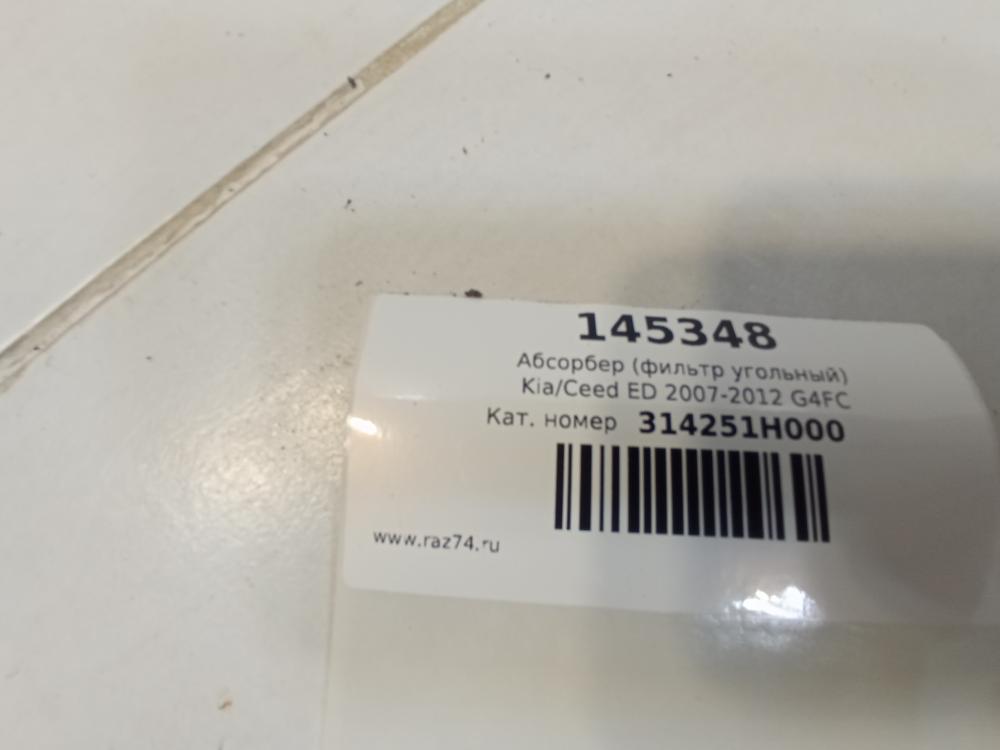 145348
Абсорбер (фильтр угольный)
Kia/Ceed ED 2007-2012 G4FC
Кат. номер 314251H000
www.raz74.ru